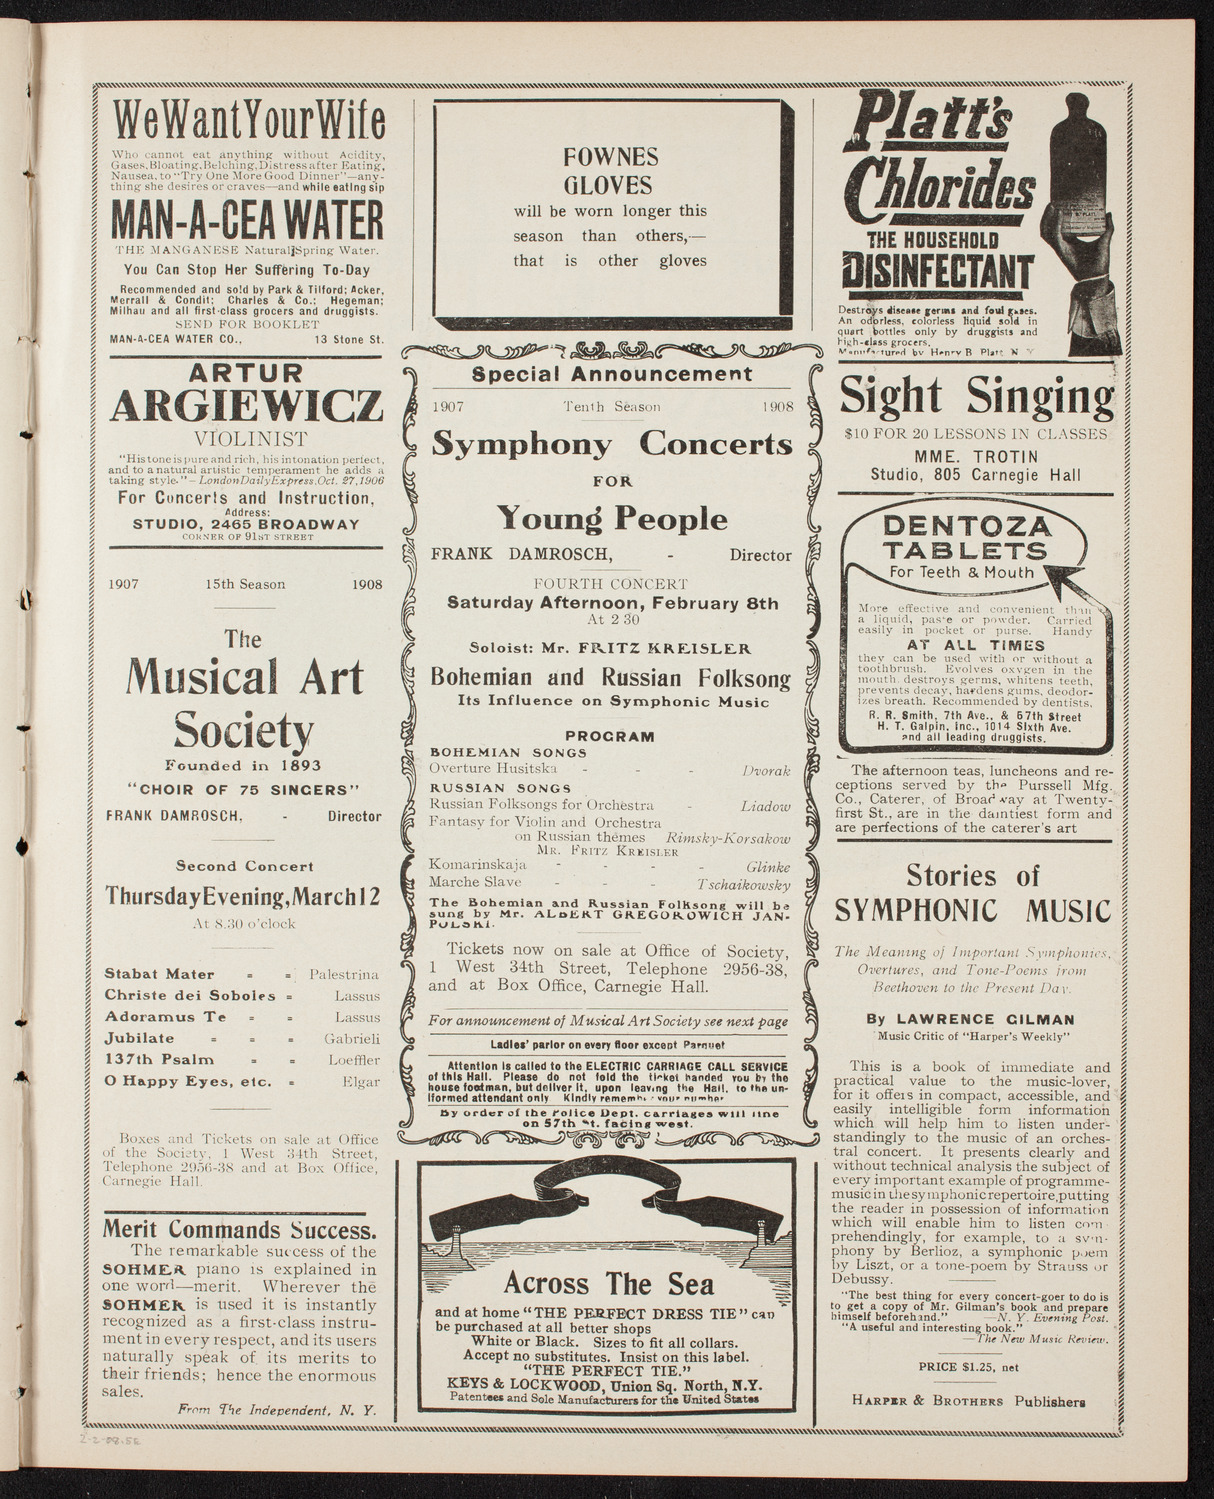 We Want Your Wife
Who cannot eat anything without Acidity,
Gases, Bloating, Belching, Distress after Eating,
Nausea, to "Try One More Good Dinner"—any-
thing she desires or craves—and while eating sip
MAN-A-CEA WATER
THE MANGANESE Natural Spring Water.
You Can Stop Her Suffering To-Day
Recommended and sold by Park & Tilford; Acker,
Merrall & Condit; Charles & Co.; Hegeman;
Milhau and all first-class grocers and druggists.
SEND FOR BOOKLET
MAN-A-CEA WATER CO., 13 Stone St.
ARTUR
ARGIEWICZ
VIOLINIST
"His tone is pure and rich, his intonation perfect,
and to a natural artistic temperament he adds a
taking style."—London Daily Express. Oct. 27, 1906
For Concerts and Instruction,
Address:
STUDIO, 2465 BROADWAY
CORNER OF 91ST STREET
1907 15th Season 1908
The
Musical Art
Society
Founded in 1893
"CHOIR OF 75 SINGERS"
FRANK DAMROSCH, - Director
Second Concert
Thursday Evening, March 12
At 8.30 o'clock
Stabat Mater = = Palestrina
Christe dei Soboles = Lassus
Adoramus Te = = Lassus
Jubilate = = = Gabrieli
137th Psalm = = Loeffler
O Happy Eyes, etc. = Elgar
Boxes and Tickets on sale at Office
of the Society, 1 West 34th Street,
Telephone 2956-38 and at Box Office,
Carnegie Hall.
Merit Commands Success.
The remarkable success of the
SOHMER piano is explained in
one word—merit. Wherever the
SOHMER is used it is instantly
recognized as a first-class instru-
ment in every respect, and its users
naturally speak of its merits to
their friends; hence the enormous
sales.
From The Independent, N. Y.
2-2-08.5E
FOWNES
GLOVES
will be worn longer this
season than others,—
that is other gloves
Special Announcement
1907 Tenth Season 1908
Symphony Concerts
FOR
Young People
FRANK DAMROSCH, - Director
FOURTH CONCERT
Saturday Afternoon, February 8th
At 2 30
Soloist: Mr. FRITZ KREISLER
Bohemian and Russian Folksong
Its Influence on Symphonic Music
PROGRAM
BOHEMIAN SONGS
Overture Husitska - - - Dvorak
RUSSIAN SONGS
Russian Folksongs for Orchestra - Liadow
Fantasy for Violin and Orchestra
on Russian themes Rimsky-Korsakow
MR. FRITZ KREISLER
Komarinskaja - - - - Glinke
Marche Slave - - - Tschaikowsky
The Bohemian and Russian Folksong will be
sung by Mr. ALBERT GREGOROWICH JAN-
POLSKI.
Tickets now on sale at Office of Society,
1 West 34th Street, Telephone 2956-38,
and at Box Office, Carnegie Hall.
For announcement of Musical Art Society see next page
Ladies' parlor on every floor except Parquet
Attention is called to the ELECTRIC CARRIAGE CALL SERVICE
of this Hall. Please do not fold the ticket handed you by the
house footman, but deliver it, upon leaving the Hall, to the un-
iformed attendant only Kindly remember your number
By order of the Police Dept. carriages will line
on 57th St. facing west.
Across The Sea
and at home "THE PERFECT DRESS TIE" can
be purchased at all better shops
White or Black. Sizes to fit all collars.
Accept no substitutes. Insist on this label.
"THE PERFECT TIE."
KEYS & LOCKWOOD, Union Sq. North, N.Y.
Patentees and Sole Manufacturers for the United States
Platt's
Chlorides
THE HOUSEHOLD
DISINFECTANT
Destroys disease germs and foul gases.
An odorless, colorless liquid sold in
quart bottles only by druggists and
high-class grocers.
Manufactured by Henry B Platt N Y
Sight Singing
$10 FOR 20 LESSONS IN CLASSES
MME. TROTIN
Studio, 805 Carnegie Hall
DENTOZA
TABLETS
For Teeth & Mouth
More effective and convenient than
a liquid, paste or powder. Carried
easily in pocket or purse. Handy
AT ALL TIMES
they can be used with or without a
toothbrush. Evolves oxygen in the
mouth, destroys germs, whitens teeth,
prevents decay, hardens gums, deodor-
izes breath. Recommended by dentists.
R. R. Smith, 7th Ave., & 57th Street
H. T. Galpin, Inc., 1014 Sixth Ave.
and all leading druggists.
The afternoon teas, luncheons and re-
ceptions served by the Purssell Mfg.
Co., Caterer, of Broadway at Twenty-
first St., are in the daintiest form and
are perfections of the caterer's art
Stories of
SYMPHONIC MUSIC
The Meaning of Important Symphonies,
Overtures, and Tone-Poems from
Beethoven to the Present Day.
By LAWRENCE GILMAN
Music Critic of "Harper's Weekly"
This is a book of immediate and
practical value to the music-lover,
for it offers in compact, accessible, and
easily intelligible form information
which will help him to listen under-
standingly to the music of an orches-
tral concert. It presents clearly and
without technical analysis the subject of
every important example of programme-
music in the symphonic repertoire, putting
the reader in possession of information
which will enable him to listen com-
prehendingly, for example, to a sym-
phony by Berlioz, a symphonic poem
by Liszt, or a tone-poem by Strauss or
Debussy.
"The best thing for every concert-goer to do is
to get a copy of Mr. Gilman's book and prepare
himself beforehand." —N. Y. Evening Post.
"A useful and interesting book."
—The New Music Review.
PRICE $1.25, net
HARPER & BROTHERS Publishers